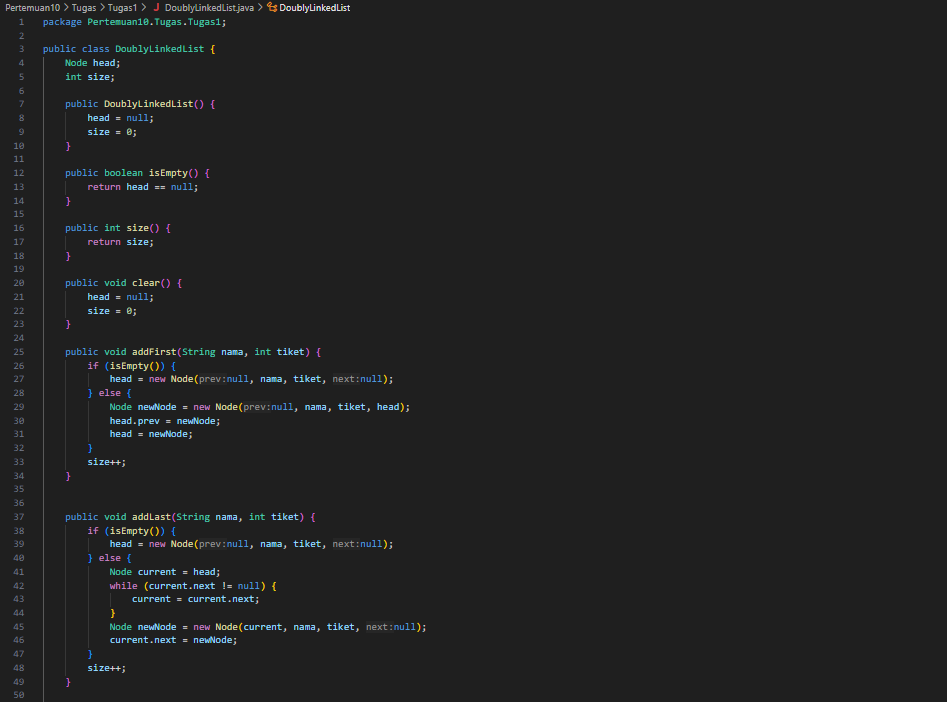 Pertemuan10 > Tugas > Tugas1 > J DoublyLinkedList.java > DoublyLinkedList
1 package Pertemuan10.Tugas.Tugas1;
2
3 public class DoublyLinkedList {
4 Node head;
5 int size;
6
7 public DoublyLinkedList() {
8 head = null;
9 size = 0;
10 }
11
12 public boolean isEmpty() {
13 return head == null;
14 }
15
16 public int size() {
17 return size;
18 }
19
20 public void clear() {
21 head = null;
22 size = 0;
23 }
24
25 public void addFirst(String nama, int tiket) {
26 if (isEmpty()) {
27 head = new Node(prev:null, nama, tiket, next:null);
28 } else {
29 Node newNode = new Node(prev:null, nama, tiket, head);
30 head.prev = newNode;
31 head = newNode;
32 }
33 size++;
34 }
35
36
37 public void addLast(String nama, int tiket) {
38 if (isEmpty()) {
39 head = new Node(prev:null, nama, tiket, next:null);
40 } else {
41 Node current = head;
42 while (current.next != null) {
43 current = current.next;
44 }
45 Node newNode = new Node(current, nama, tiket, next:null);
46 current.next = newNode;
47 }
48 size++;
49 }
50